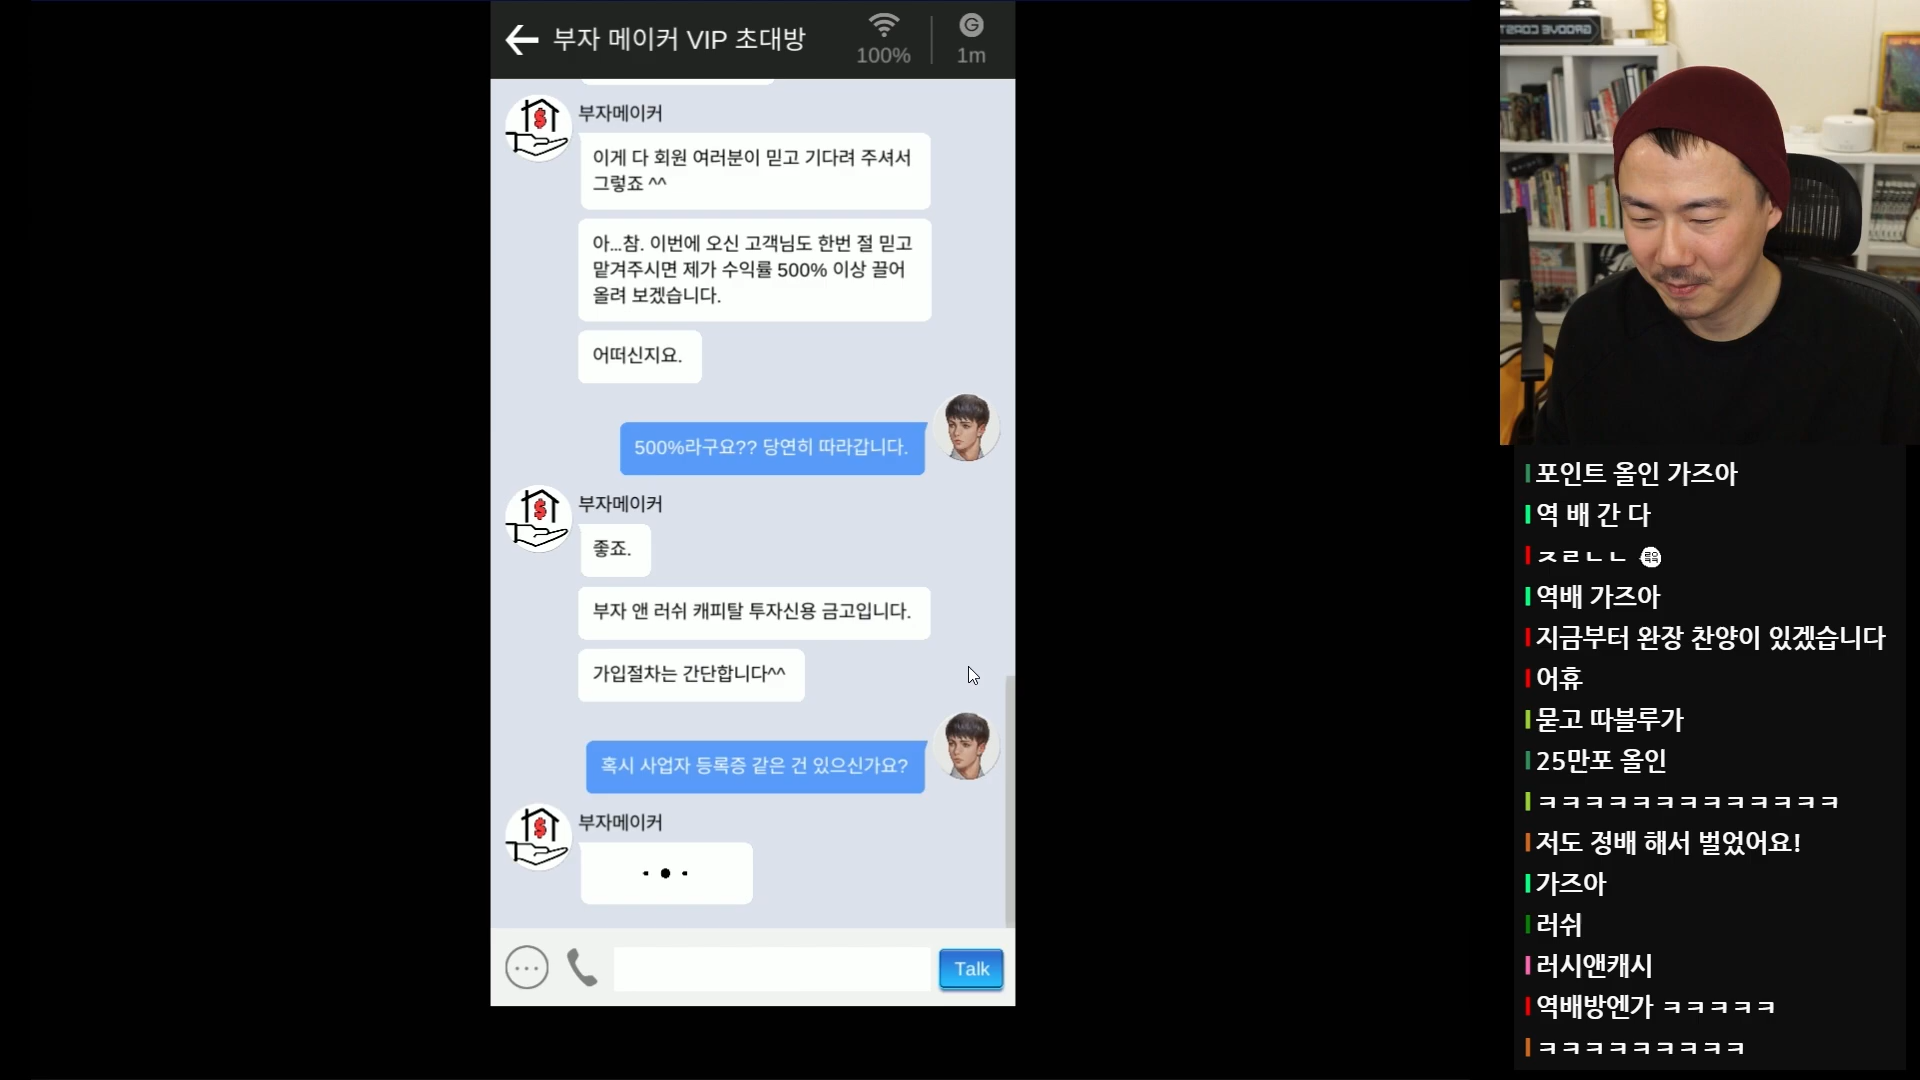 부자 메이커 VIP 초대방
100%
G
1m
부자메이커
이게 다 회원 여러분이 믿고 기다려 주셔서
그렇죠 ^^
아...참. 이번에 오신 고객님도 한번 절 믿고
맡겨주시면 제가 수익률 500% 이상 끌어
올려 보겠습니다.
어떠신지요.
500%라구요?? 당연히 따라갑니다.
부자메이커
좋죠.
부자 앤 러쉬 캐피탈 투자신용 금고입니다.
가입절차는 간단합니다^^
혹시 사업자 등록증 같은 건 있으신가요?
부자메이커
Talk
GROOVE COAST
포인트 올인 가즈아
역 배 간 다
ㅈㄹㄴㄴ
역배 가즈아
지금부터 완장 찬양이 있겠습니다
어휴
묻고 따블루가
25만포 올인
ㅋㅋㅋㅋㅋㅋㅋㅋㅋㅋㅋㅋㅋ
저도 정배 해서 벌었어요!
가즈아
러쉬
러시앤캐시
역배방엔가 ㅋㅋㅋㅋㅋ
ㅋㅋㅋㅋㅋㅋㅋㅋㅋ